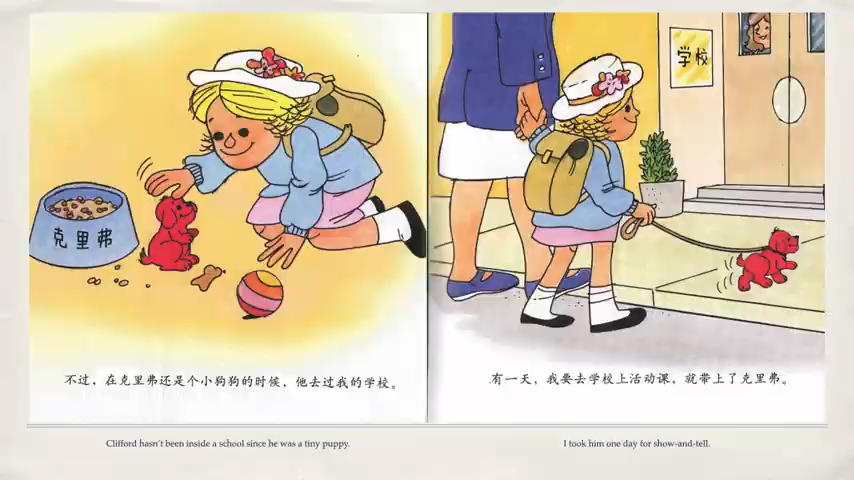 克里弗
学校
不过，在克里弗还是个小狗狗的时候，他去过我的学校。
有一天，我要去学校上活动课，就带上了克里弗。
Clifford hasn't been inside a school since he was a tiny puppy.
I took him one day for show-and-tell.